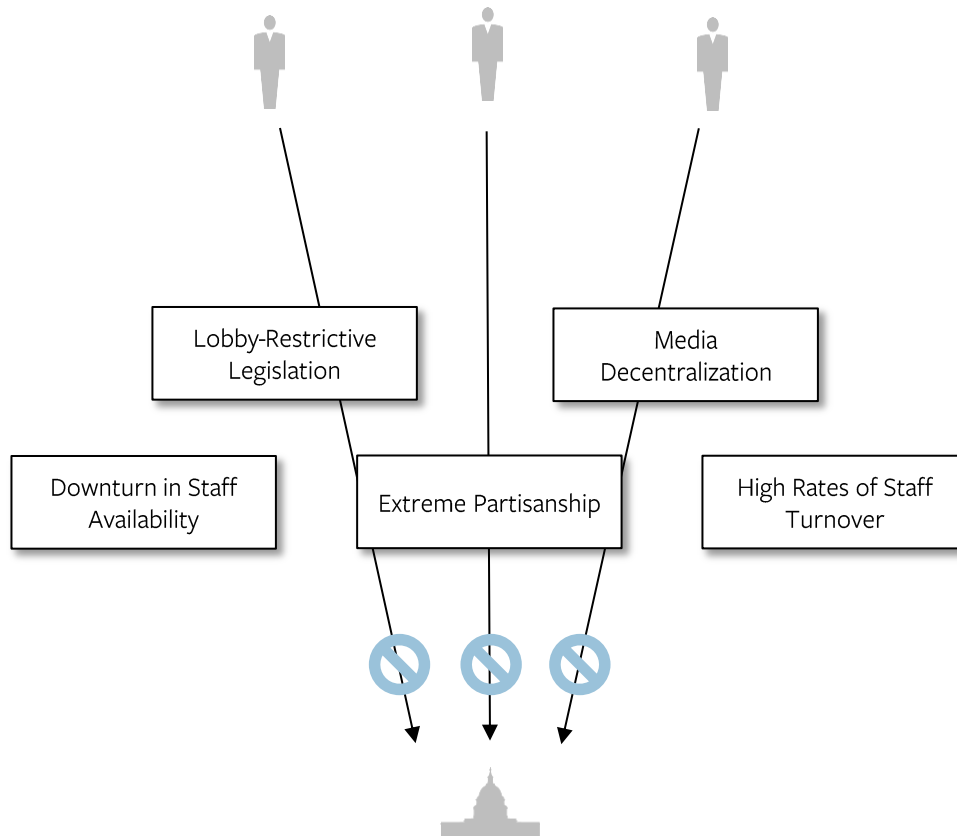 Lobby-Restrictive
Legislation
Media
Decentralization
Downturn in Staff
Availability
Extreme Partisanship
High Rates of Staff
Turnover